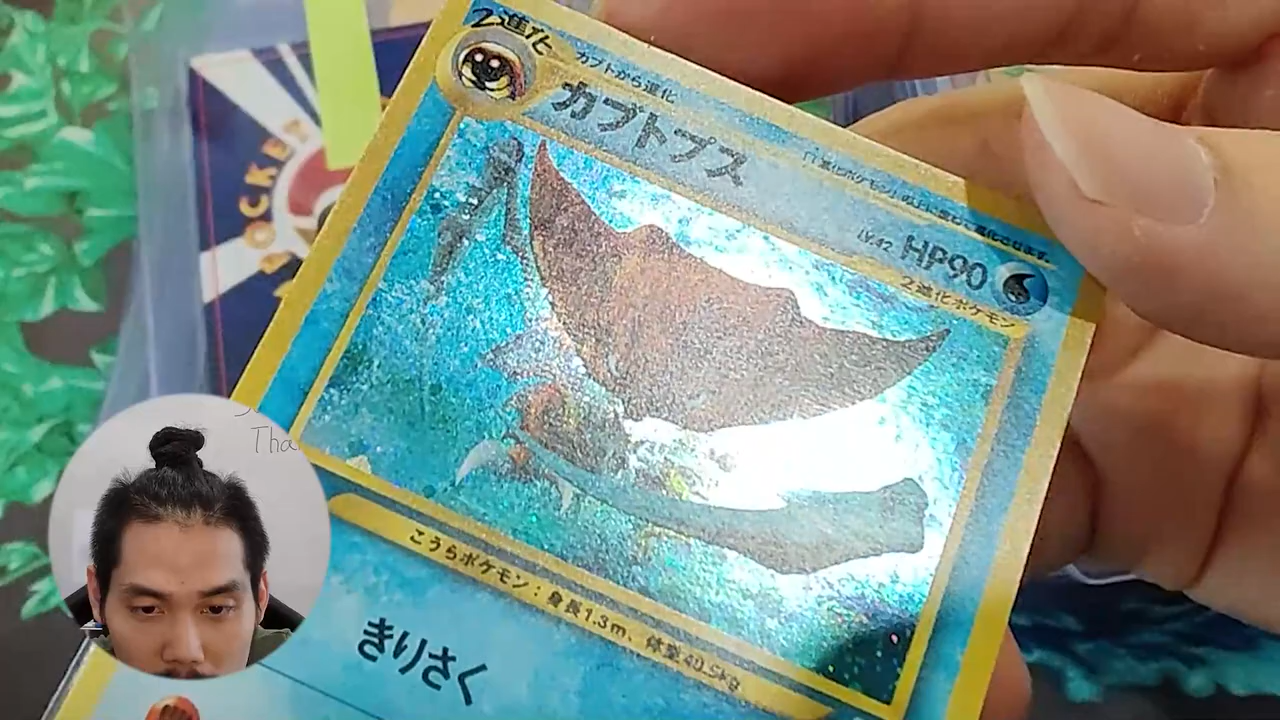 2進化
カブトから進化
カブトプス
LV.42 HP90
2進化ポケモン
こうらポケモン：身長1.3m、体重40.5kg
きりさく
OCKET
Tha